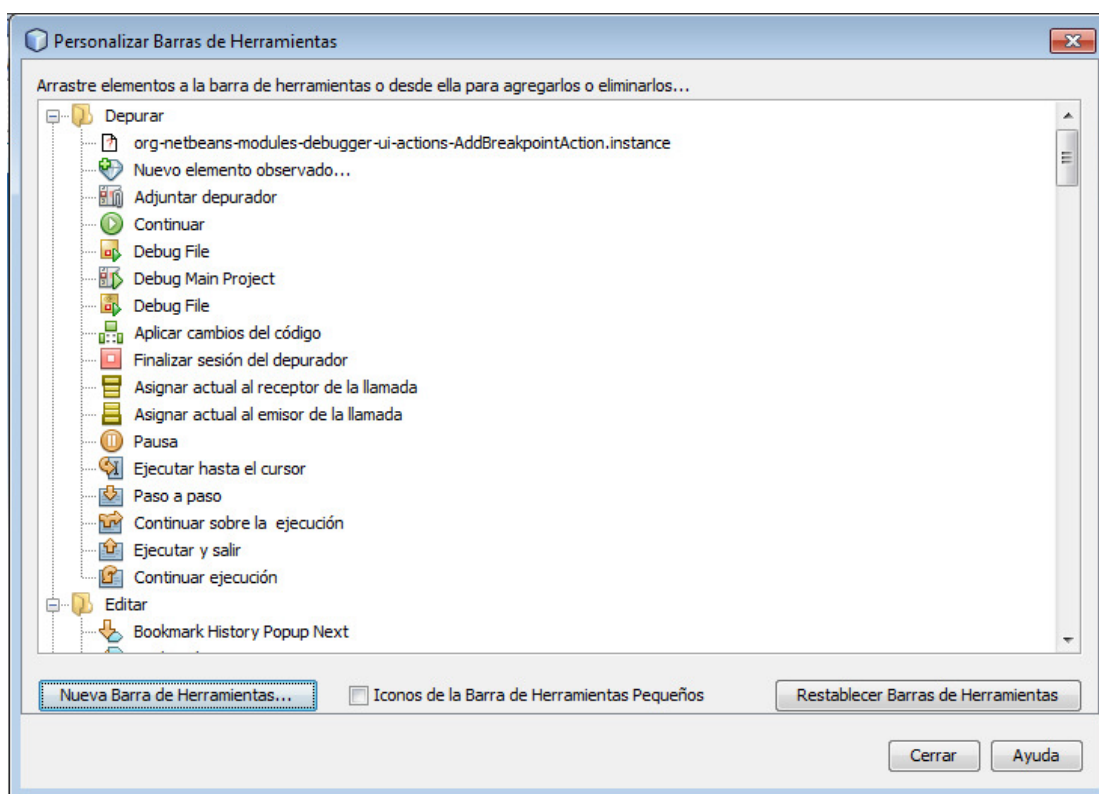 Personalizar Barras de Herramientas
Arrastre elementos a la barra de herramientas o desde ella para agregarlos o eliminarlos...
Depurar
org-netbeans-modules-debugger-ui-actions-AddBreakpointAction.instance
Nuevo elemento observado...
Adjuntar depurador
Continuar
Debug File
Debug Main Project
Debug File
Aplicar cambios del código
Finalizar sesión del depurador
Asignar actual al receptor de la llamada
Asignar actual al emisor de la llamada
Pausa
Ejecutar hasta el cursor
Paso a paso
Continuar sobre la  ejecución
Ejecutar y salir
Continuar ejecución
Editar
Bookmark History Popup Next
Nueva Barra de Herramientas... Iconos de la Barra de Herramientas Pequeños Restablecer Barras de Herramientas
Cerrar Ayuda